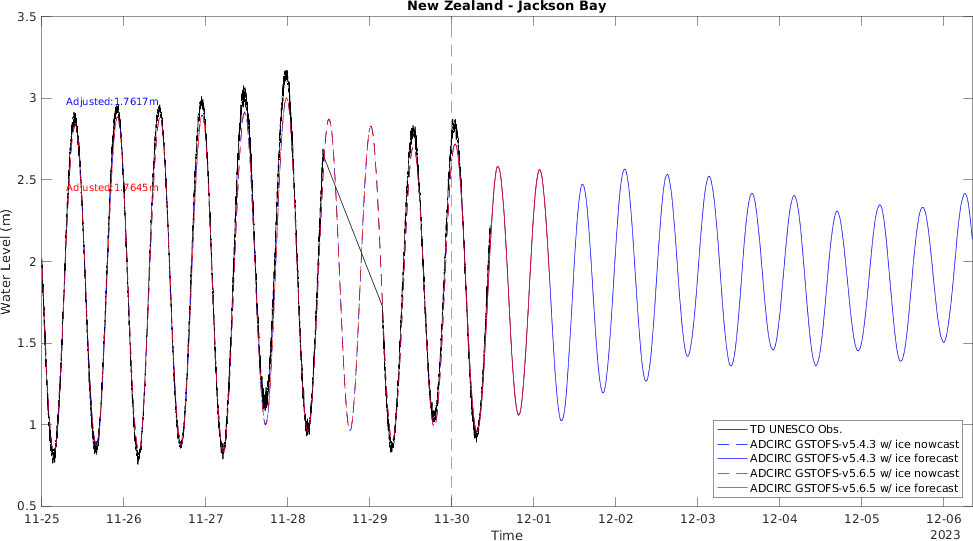 New Zealand - Jackson Bay
Water Level (m)
3.5
3
2.5
2
1.5
1
0.5
Adjusted:1.7617m
Adjusted:1.7645m
TD UNESCO Obs.
ADCIRC GSTOFS-v5.4.3 w/ ice nowcast
ADCIRC GSTOFS-v5.4.3 w/ ice forecast
ADCIRC GSTOFS-v5.6.5 w/ ice nowcast
ADCIRC GSTOFS-v5.6.5 w/ ice forecast
11-25 11-26 11-27 11-28 11-29 11-30 12-01 12-02 12-03 12-04 12-05 12-06
2023
Time